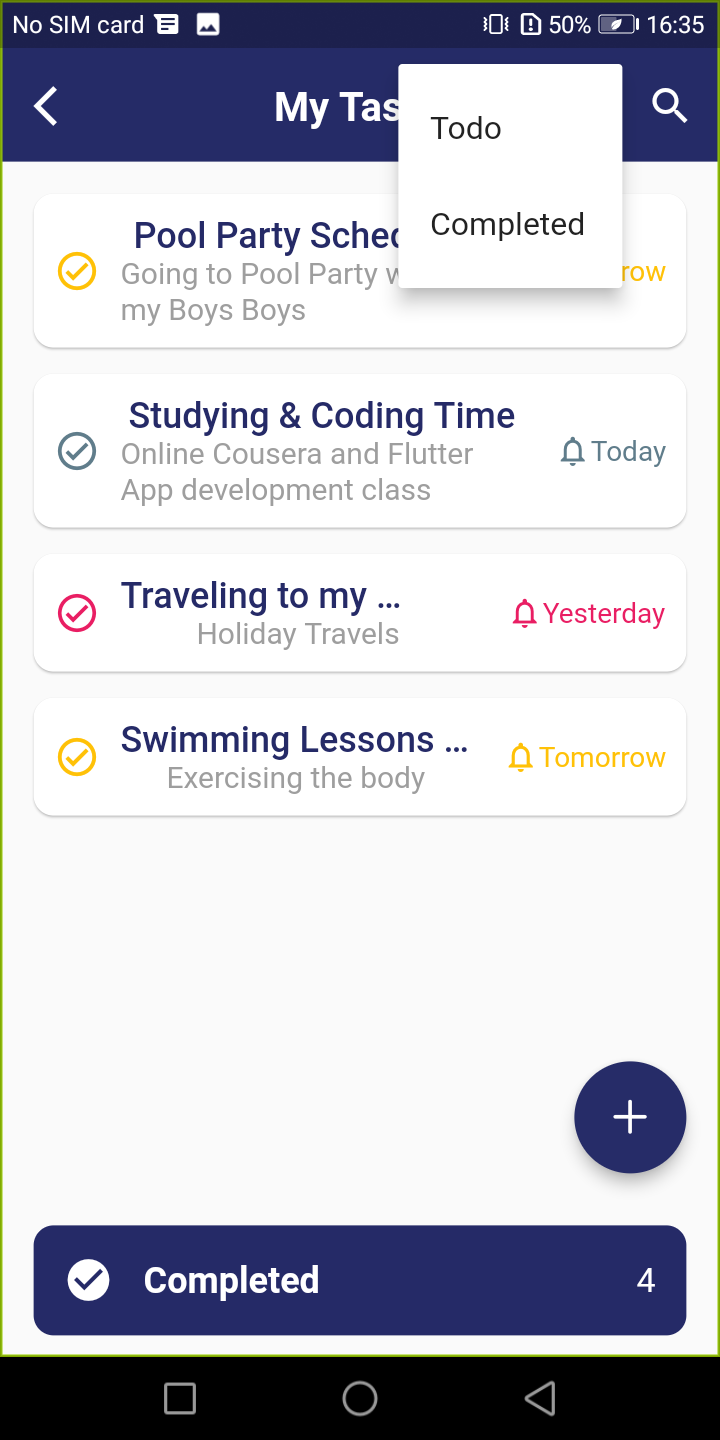 No SIM card 50% 16:35
My Tas
Todo
Completed
Pool Party Sched
Going to Pool Party w
my Boys Boys
row
Studying & Coding Time
Online Cousera and Flutter
App development class
Today
Traveling to my ...
Holiday Travels
Yesterday
Swimming Lessons ...
Exercising the body
Tomorrow
Completed 4